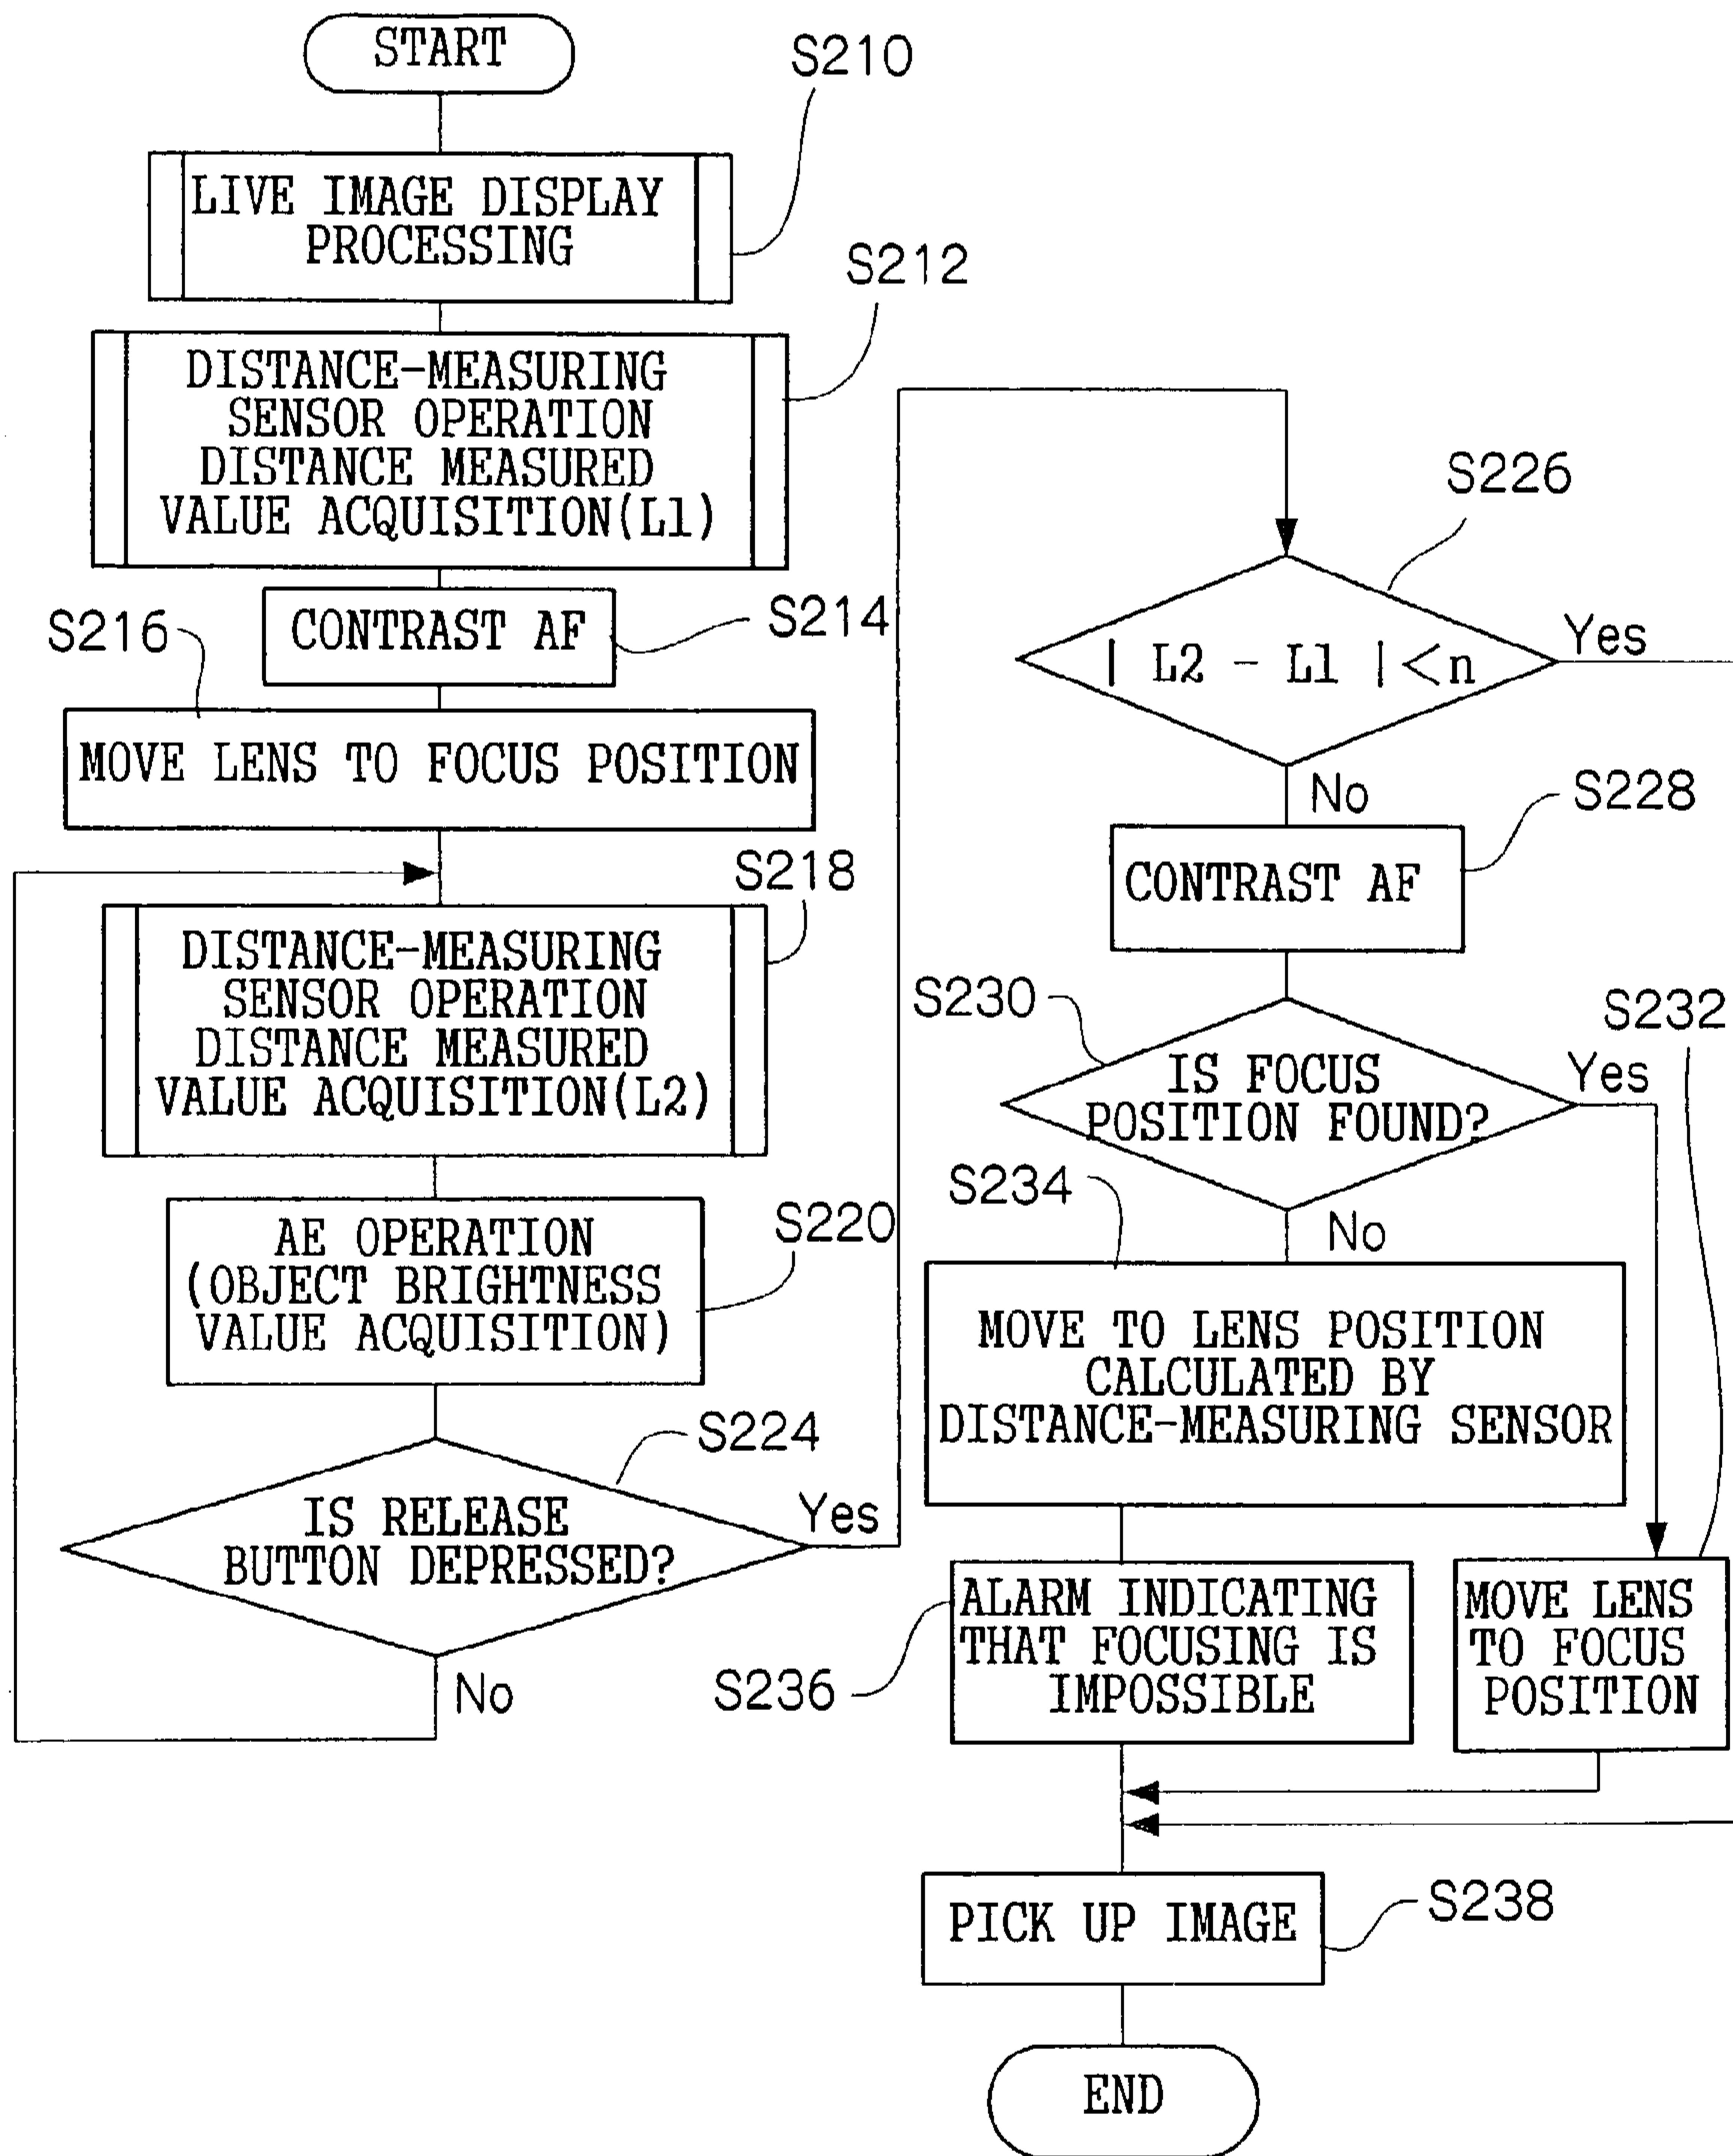 START
S210
LIVE IMAGE DISPLAY
PROCESSING
S212
DISTANCE-MEASURING
SENSOR OPERATION
DISTANCE MEASURED
VALUE ACQUISITION(L1)
S214
CONTRAST AF
S216
MOVE LENS TO FOCUS POSITION
S218
DISTANCE-MEASURING
SENSOR OPERATION
DISTANCE MEASURED
VALUE ACQUISITION(L2)
S220
AE OPERATION
(OBJECT BRIGHTNESS
VALUE ACQUISITION)
S224
IS RELEASE
BUTTON DEPRESSED?
Yes
No
S226
| L2 - L1 |<n
Yes
No
S228
CONTRAST AF
S230
IS FOCUS
POSITION FOUND?
Yes
No
S232
MOVE LENS
TO FOCUS
POSITION
S234
MOVE TO LENS POSITION
CALCULATED BY
DISTANCE-MEASURING SENSOR
S236
ALARM INDICATING
THAT FOCUSING IS
IMPOSSIBLE
S238
PICK UP IMAGE
END